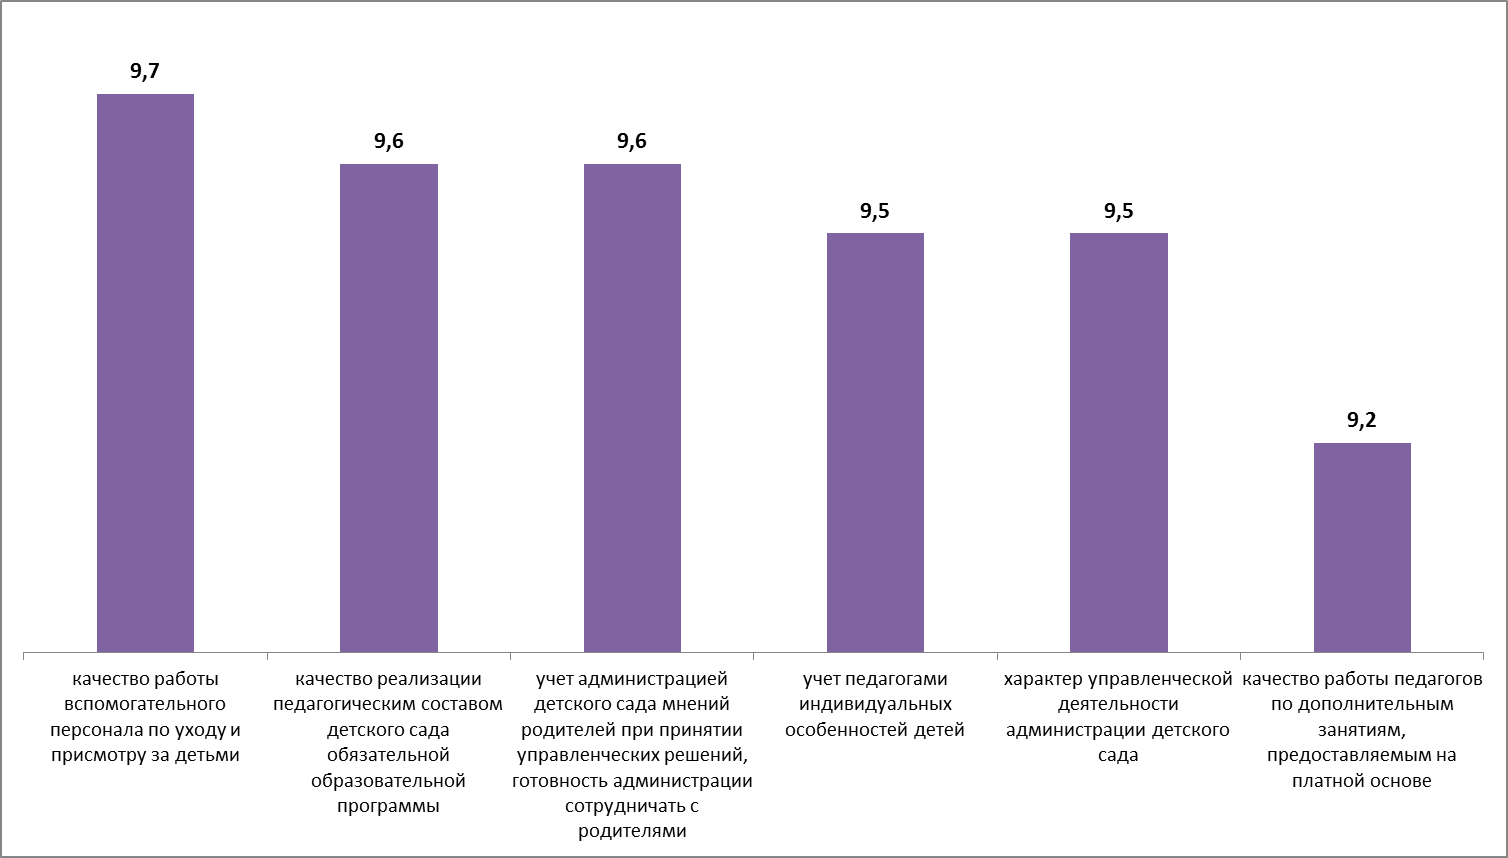 9,7
9,6
9,6
9,5
9,5
9,2
качество работы
вспомогательного
персонала по уходу и
присмотру за детьми
качество реализации
педагогическим составом
детского сада
обязательной
образовательной
программы
учет администрацией
детского сада мнений
родителей при принятии
управленческих решений,
готовность администрации
сотрудничать с
родителями
учет педагогами
индивидуальных
особенностей детей
характер управленческой
деятельности
администрации детского
сада
качество работы педагогов
по дополнительным
занятиям,
предоставляемым на
платной основе